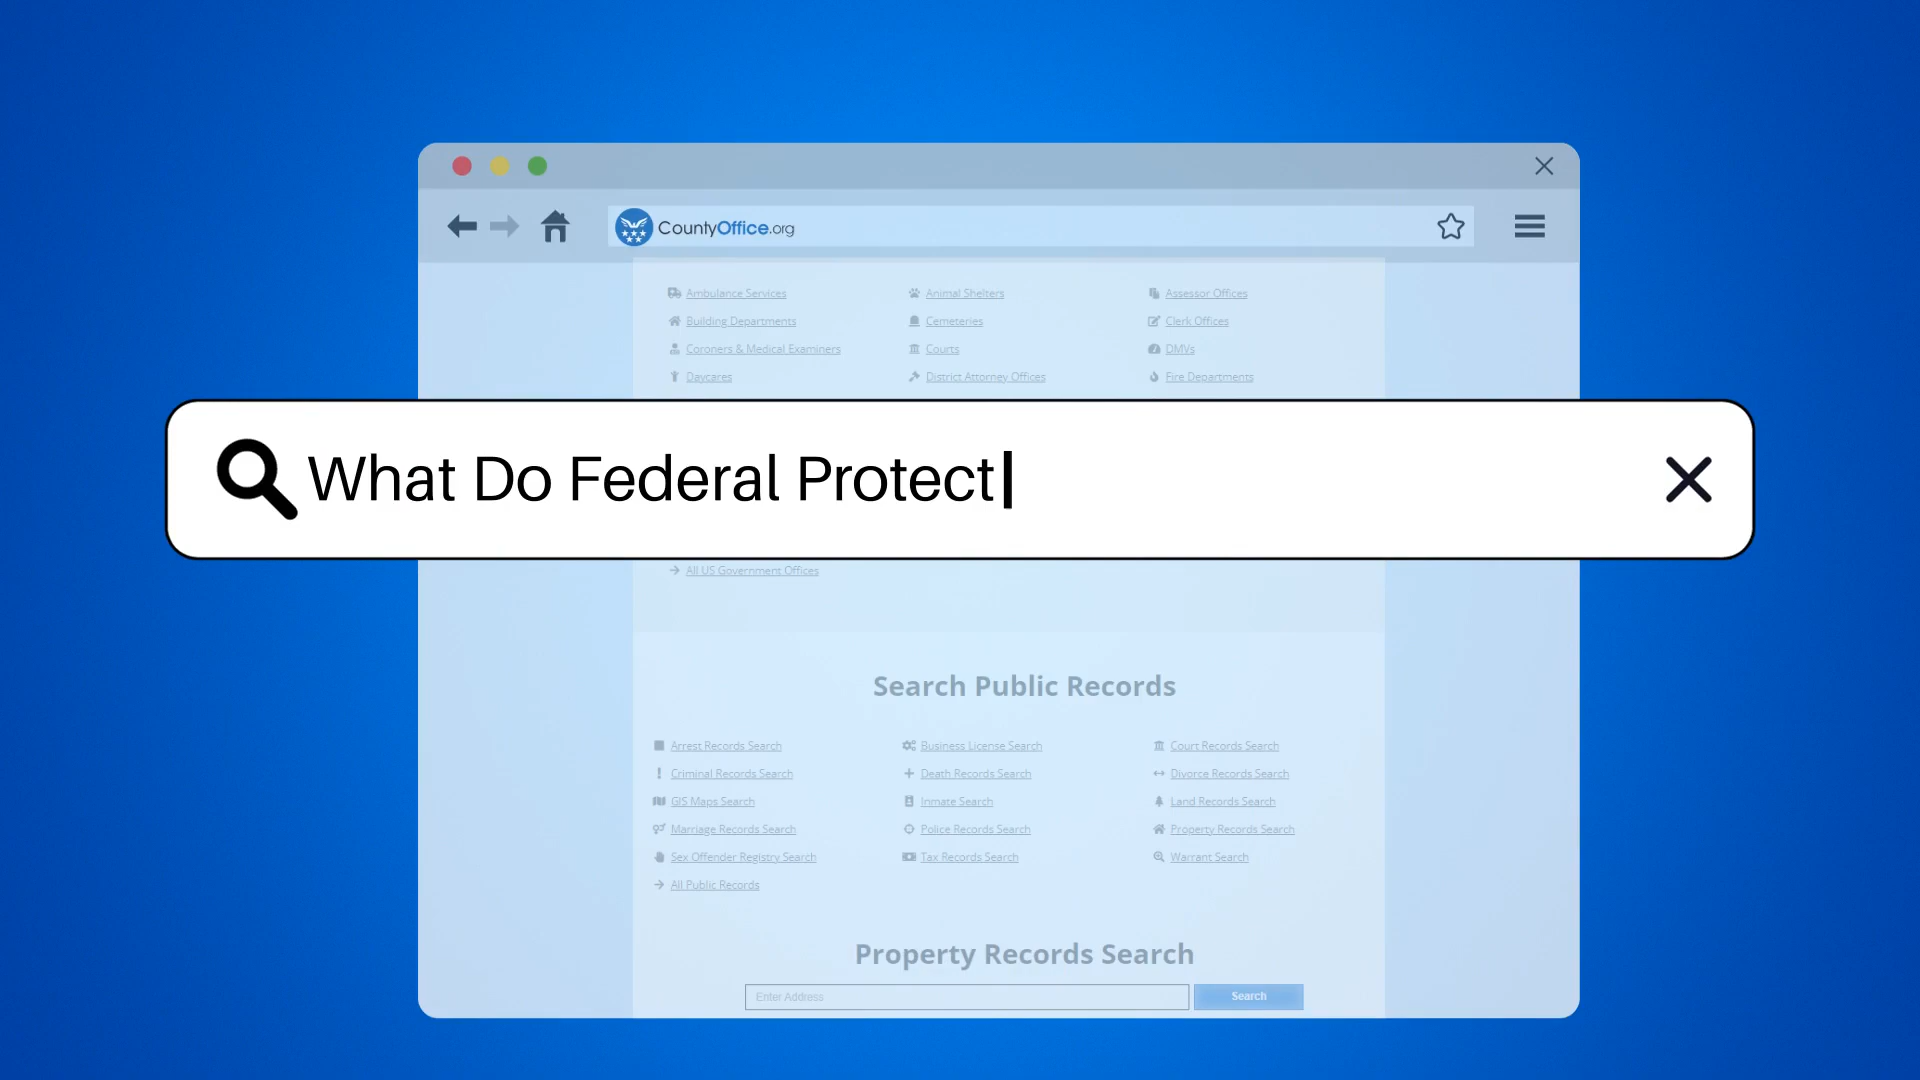 CountyOffice.org
Ambulance Services Animal Shelters Assessor Offices
Building Departments Cemeteries Clerk Offices
Coroners & Medical Examiners Courts DMVs
Daycares District Attorney Offices Fire Departments
What Do Federal Protect
All US Government Offices
Search Public Records
Arrest Records Search Business License Search Court Records Search
Criminal Records Search Death Records Search Divorce Records Search
GIS Maps Search Inmate Search Land Records Search
Marriage Records Search Police Records Search Property Records Search
Sex Offender Registry Search Tax Records Search Warrant Search
All Public Records
Property Records Search
Enter Address Search